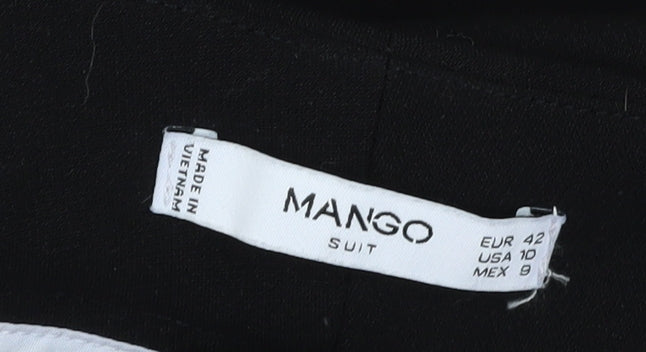 MADE IN
VIETNAM
MANGO
SUIT
EUR 42
USA 10
MEX 9